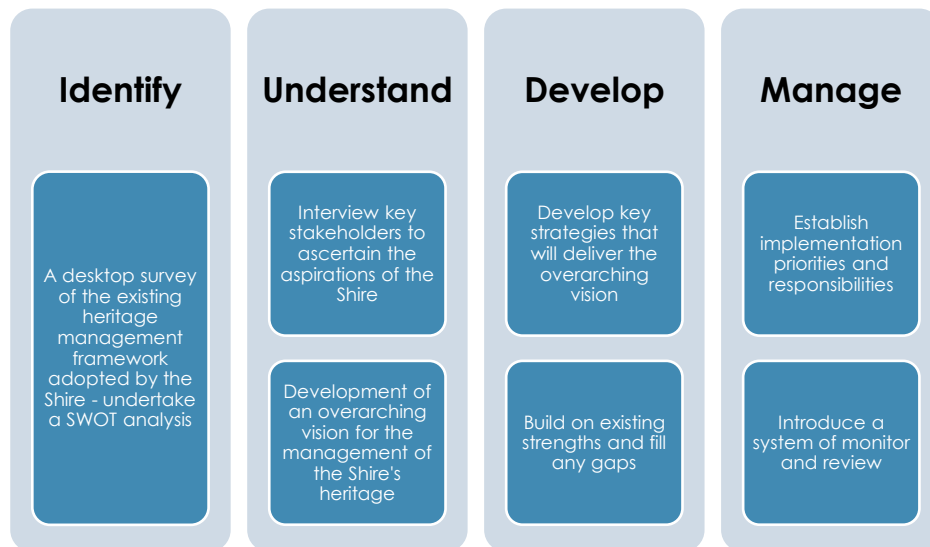 Identify
A desktop survey
of the existing
heritage
management
framework
adopted by the
Shire - undertake
a SWOT analysis
Understand
Interview key
stakeholders to
ascertain the
aspirations of the
Shire
Development of
an overarching
vision for the
management of
the Shire's
heritage
Develop
Develop key
strategies that
will deliver the
overarching
vision
Build on existing
strengths and fill
any gaps
Manage
Establish
implementation
priorities and
responsibilities
Introduce a
system of monitor
and review